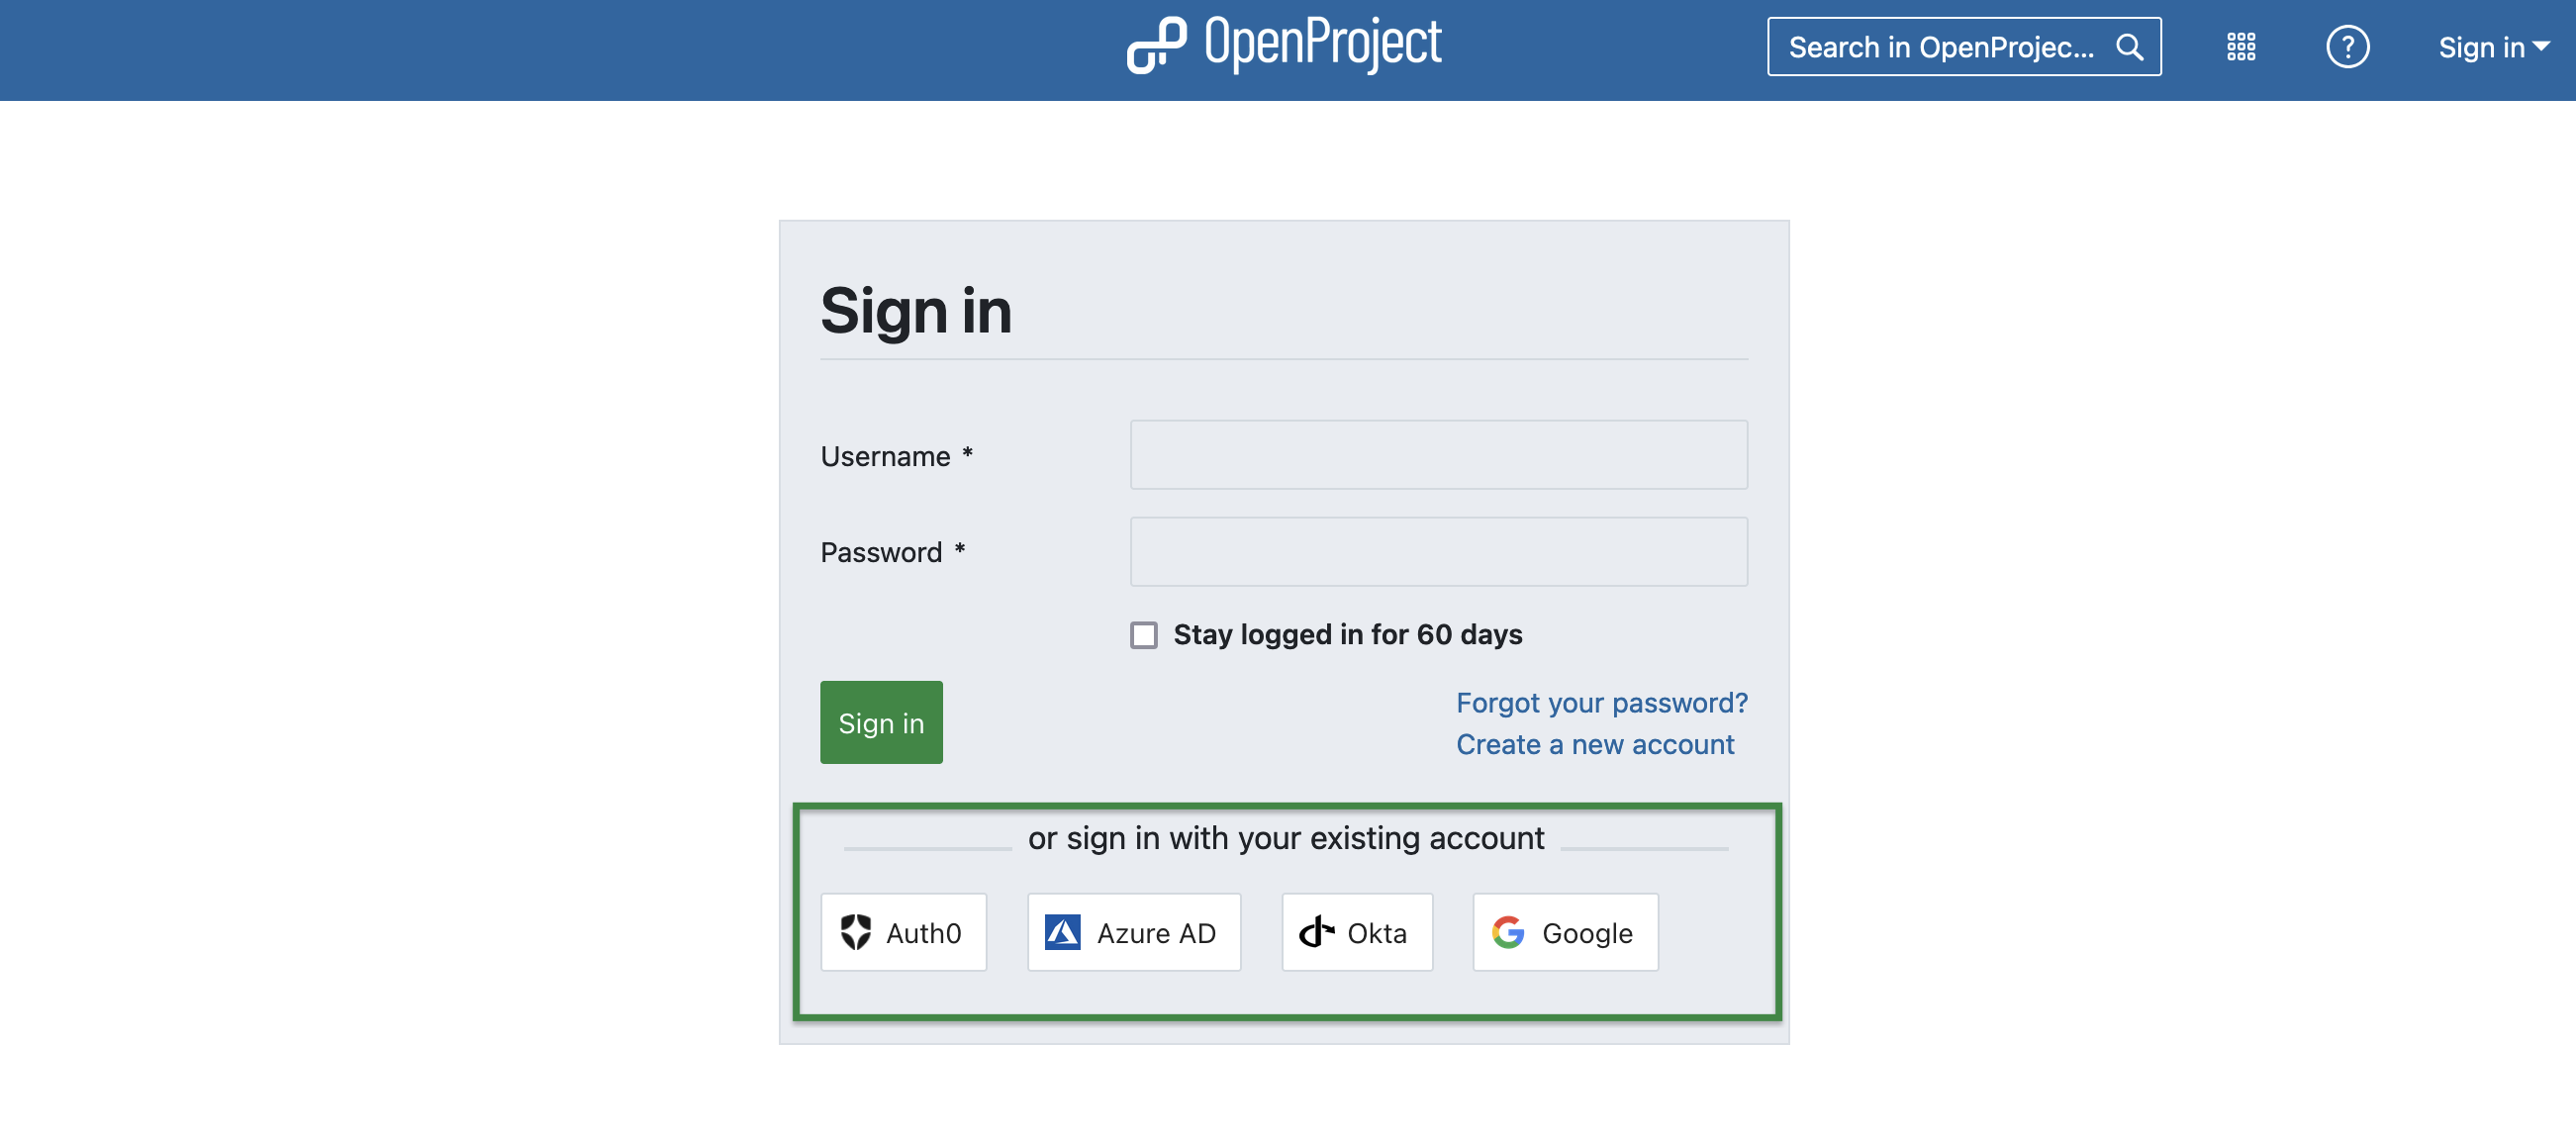 OpenProject
Search in OpenProjec...
?
Sign in
Sign in
Username *
Password *
Stay logged in for 60 days
Sign in
Forgot your password?
Create a new account
or sign in with your existing account
Auth0
Azure AD
Okta
Google